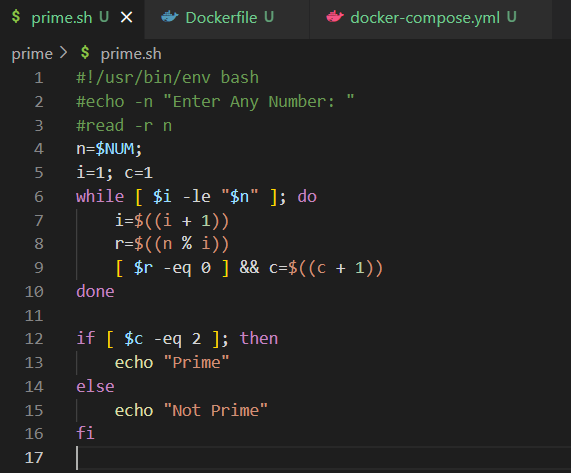 $ prime.sh U × Dockerfile U docker-compose.yml U
prime > $ prime.sh
1 #!/usr/bin/env bash
2 #echo -n "Enter Any Number: "
3 #read -r n
4 n=$NUM;
5 i=1; c=1
6 while [ $i -le "$n" ]; do
7     i=$((i + 1))
8     r=$((n % i))
9     [ $r -eq 0 ] && c=$((c + 1))
10 done
11
12 if [ $c -eq 2 ]; then
13     echo "Prime"
14 else
15     echo "Not Prime"
16 fi
17